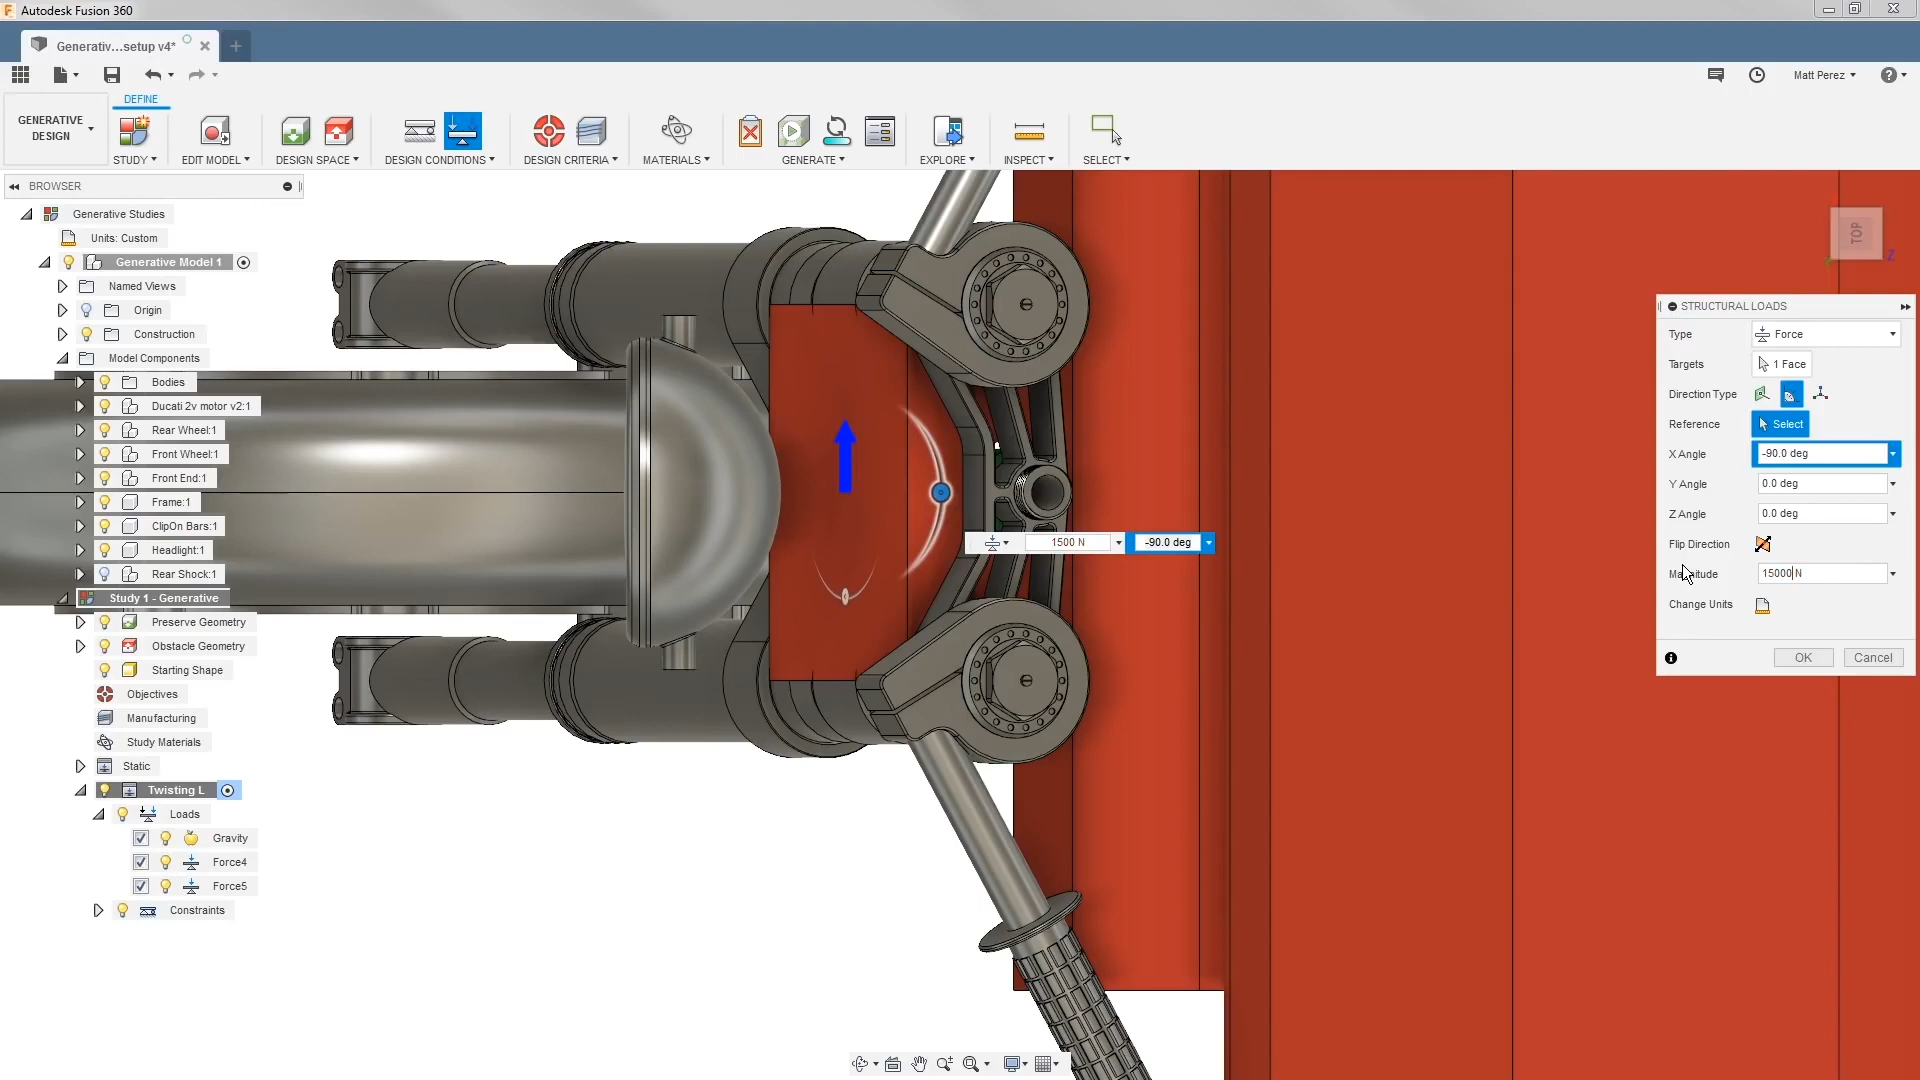 Autodesk Fusion 360
Generativ...setup v4*
Matt Perez
DEFINE
GENERATIVE
DESIGN
STUDY
EDIT MODEL
DESIGN SPACE
DESIGN CONDITIONS
DESIGN CRITERIA
MATERIALS
GENERATE
EXPLORE
INSPECT
SELECT
BROWSER
Generative Studies
Units: Custom
Generative Model 1
Named Views
Origin
Construction
Model Components
Bodies
Ducati 2v motor v2:1
Rear Wheel:1
Front Wheel:1
Front End:1
Frame:1
ClipOn Bars:1
Headlight:1
Rear Shock:1
Study 1 - Generative
Preserve Geometry
Obstacle Geometry
Starting Shape
Objectives
Manufacturing
Study Materials
Static
Twisting L
Loads
Gravity
Force4
Force5
Constraints
1500 N
-90.0 deg
TOP
Z
STRUCTURAL LOADS
Type Force
Targets 1 Face
Direction Type
Reference Select
X Angle -90.0 deg
Y Angle 0.0 deg
Z Angle 0.0 deg
Flip Direction
Magnitude 15000 N
Change Units
OK Cancel